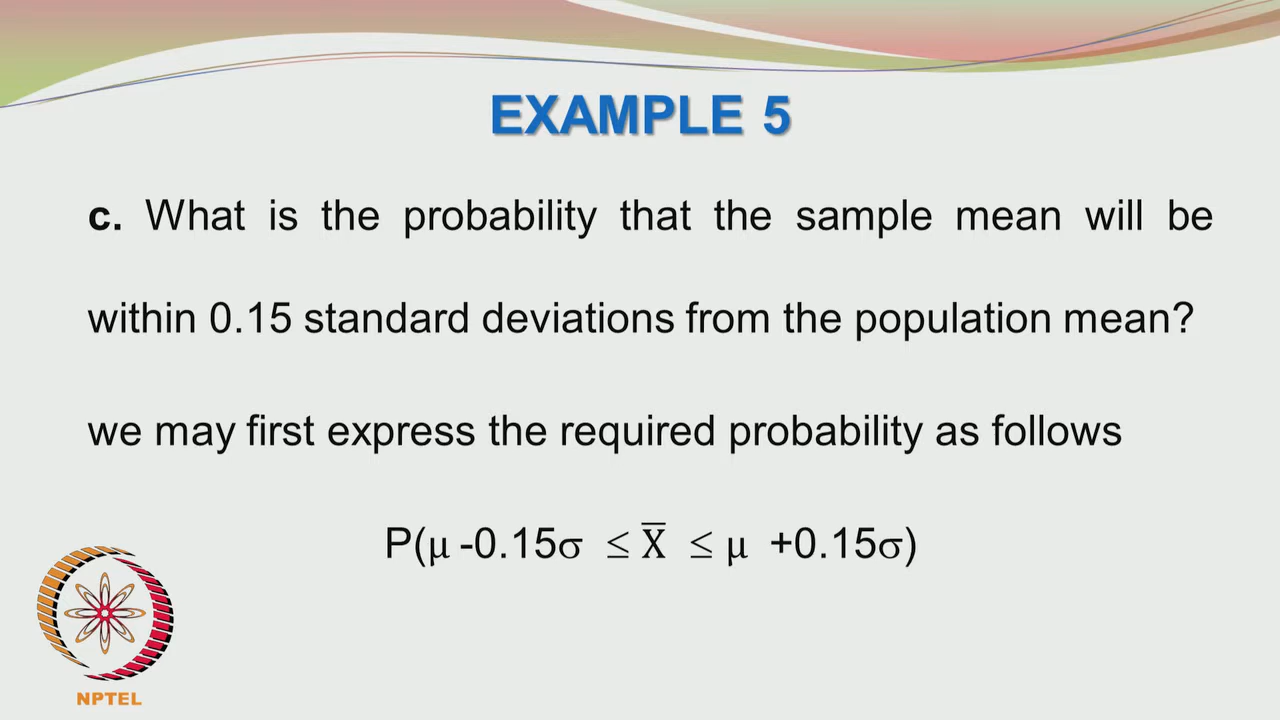 EXAMPLE 5
c. What is the probability that the sample mean will be
within 0.15 standard deviations from the population mean?
we may first express the required probability as follows
P(μ -0.15σ ≤ X̅ ≤ μ +0.15σ)
NPTEL